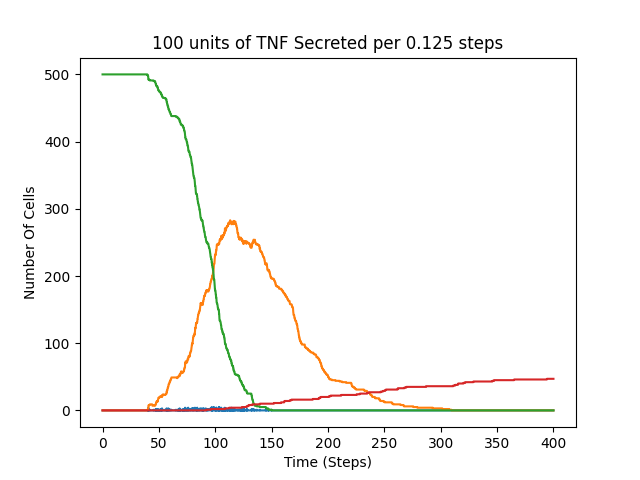 100 units of TNF Secreted per 0.125 steps
Number Of Cells
500
400
300
200
100
0
0 50 100 150 200 250 300 350 400
Time (Steps)